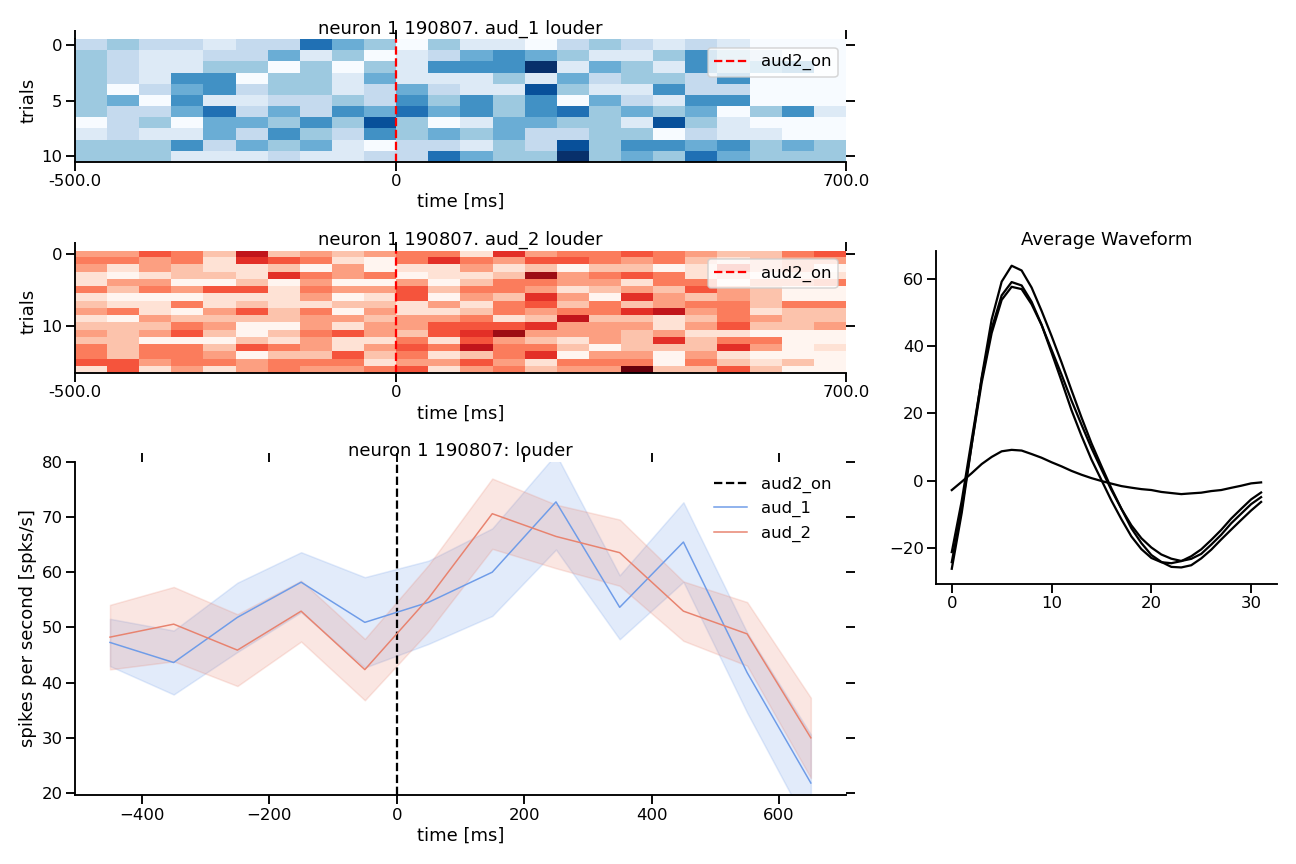 neuron 1 190807. aud_1 louder
aud2_on
trials
0
5
10
-500.0
0
700.0
time [ms]
neuron 1 190807. aud_2 louder
aud2_on
trials
0
10
-500.0
0
700.0
time [ms]
neuron 1 190807: louder
aud2_on
aud_1
aud_2
spikes per second [spks/s]
80
70
60
50
40
30
20
−400
−200
0
200
400
600
time [ms]
Average Waveform
60
40
20
0
−20
0
10
20
30